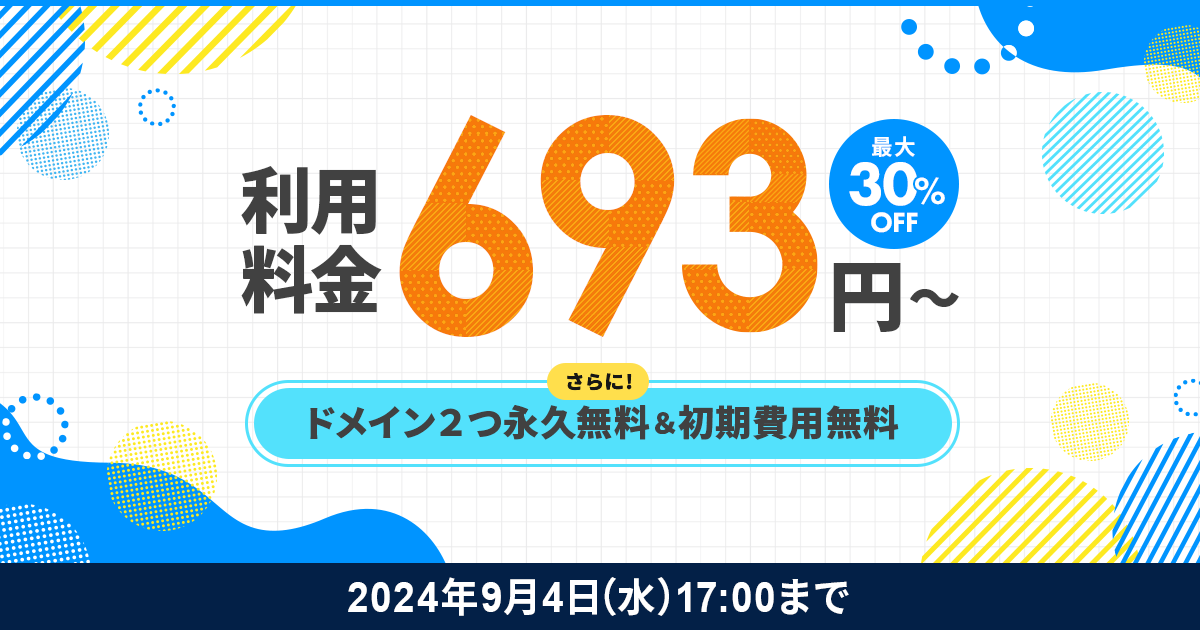 利用
料金
693
円～
最大
30%
OFF
さらに!
ドメイン2つ永久無料&初期費用無料
2024年9月4日(水)17:00まで